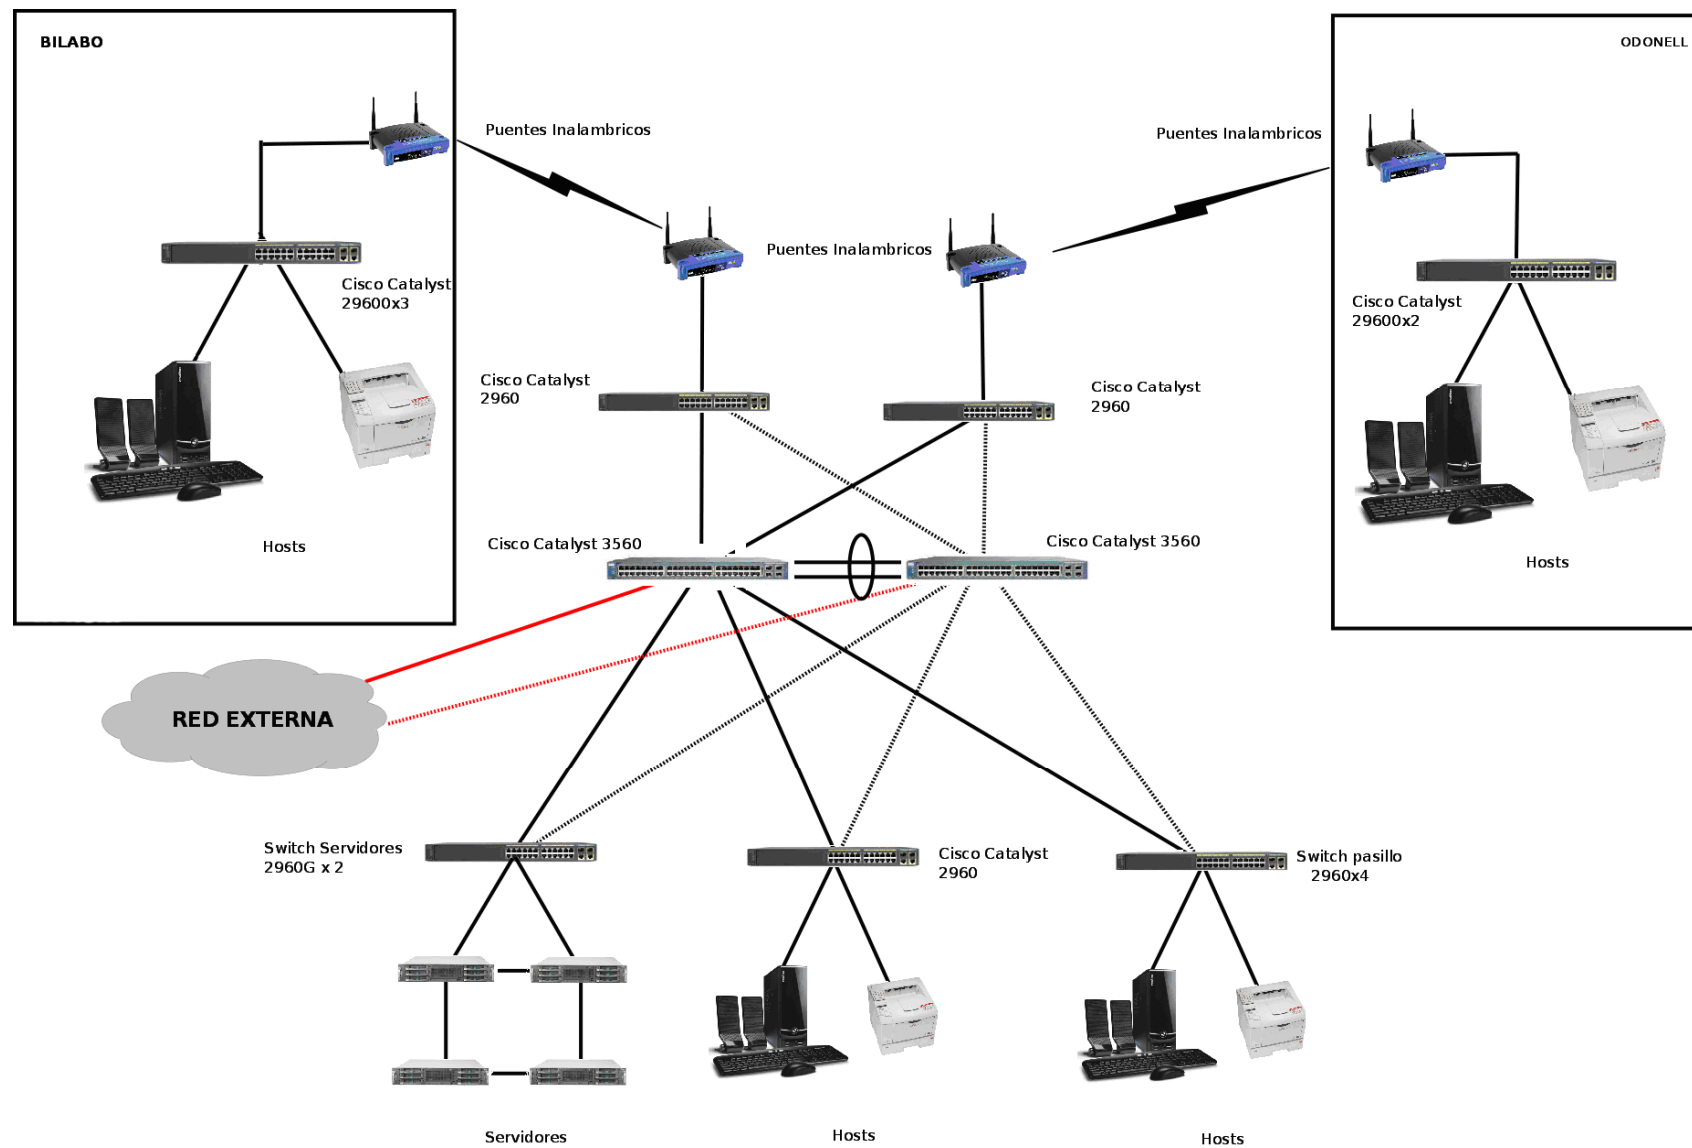 BILABO
ODONELL
Puentes Inalambricos
Puentes Inalambricos
Puentes Inalambricos
Cisco Catalyst
29600x3
Cisco Catalyst
29600x2
Cisco Catalyst
2960
Cisco Catalyst
2960
Hosts
Cisco Catalyst 3560
Cisco Catalyst 3560
Hosts
RED EXTERNA
Switch Servidores
2960G x 2
Cisco Catalyst
2960
Switch pasillo
2960x4
Servidores
Hosts
Hosts